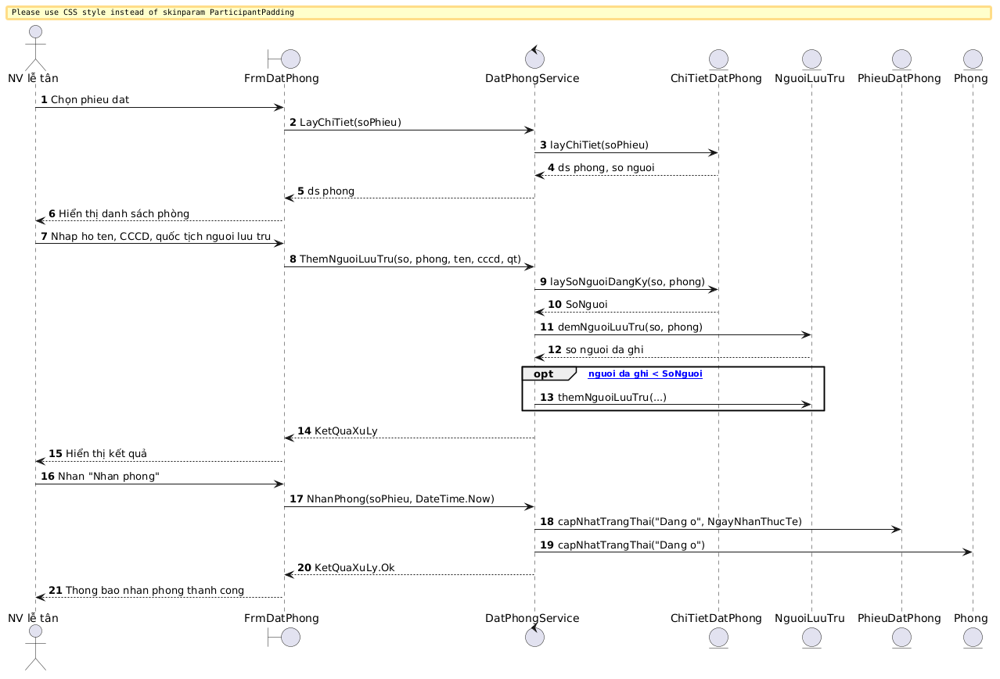 Please use CSS style instead of skinparam ParticipantPadding
NV lễ tân
FrmDatPhong
DatPhongService
ChiTietDatPhong
NguoiLuuTru
PhieuDatPhong
Phong
1 Chọn phieu dat
2 LayChiTiet(soPhieu)
3 layChiTiet(soPhieu)
4 ds phong, so nguoi
5 ds phong
6 Hiển thị danh sách phòng
7 Nhap ho ten, CCCD, quốc tịch nguoi luu tru
8 ThemNguoiLuuTru(so, phong, ten, cccd, qt)
9 laySoNguoiDangKy(so, phong)
10 SoNguoi
11 demNguoiLuuTru(so, phong)
12 so nguoi da ghi
opt nguoi da ghi < SoNguoi
13 themNguoiLuuTru(...)
14 KetQuaXuLy
15 Hiển thị kết quả
16 Nhan "Nhan phong"
17 NhanPhong(soPhieu, DateTime.Now)
18 capNhatTrangThai("Dang o", NgayNhanThucTe)
19 capNhatTrangThai("Dang o")
20 KetQuaXuLy.Ok
21 Thong bao nhan phong thanh cong
NV lễ tân
FrmDatPhong
DatPhongService
ChiTietDatPhong
NguoiLuuTru
PhieuDatPhong
Phong